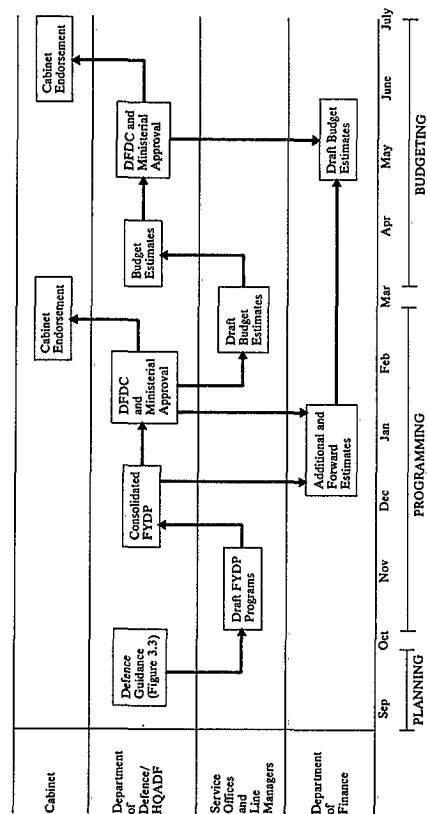 Cabinet
Cabinet
Endorsement
Cabinet
Endorsement
Department
of
Defence/
HQADF
Defence
Guidance
(Figure 3.3)
Consolidated
FYDP
DFDC
and
Ministerial
Approval
Budget
Estimates
DFDC and
Ministerial
Approval
Service
Offices
and
Line
Managers
Draft FYDP
Programs
Draft Budget
Estimates
Department
of
Finance
Additional and
Forward
Estimates
Draft Budget
Estimates
Sep Oct Nov Dec Jan Feb Mar Apr May June July
PLANNING PROGRAMMING BUDGETING